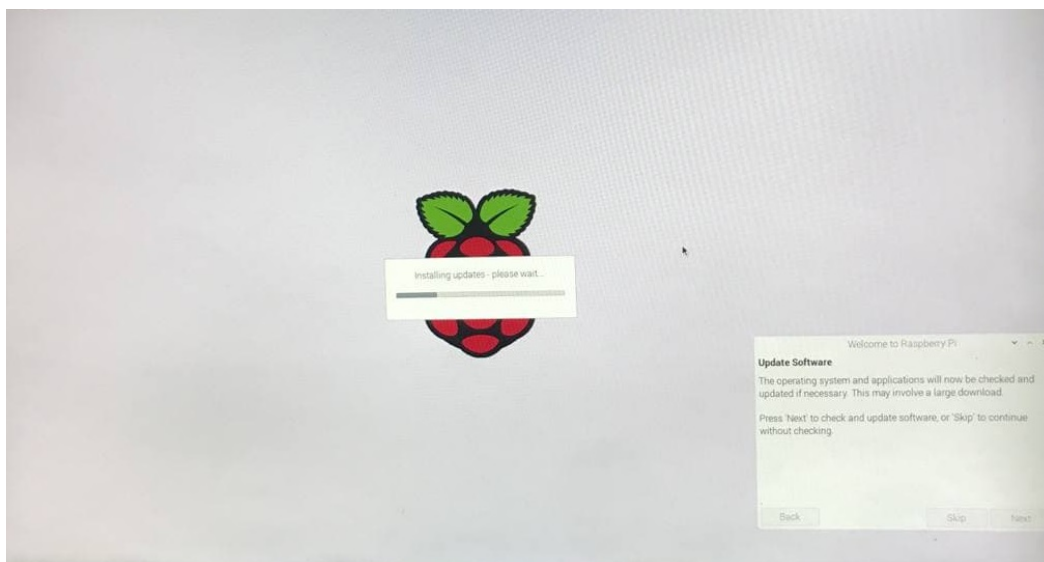 Installing updates - please wait...
Welcome to Raspberry Pi
Update Software
The operating system and applications will now be checked and
updated if necessary. This may involve a large download.
Press 'Next' to check and update software, or 'Skip' to continue
without checking.
Back
Skip
Next